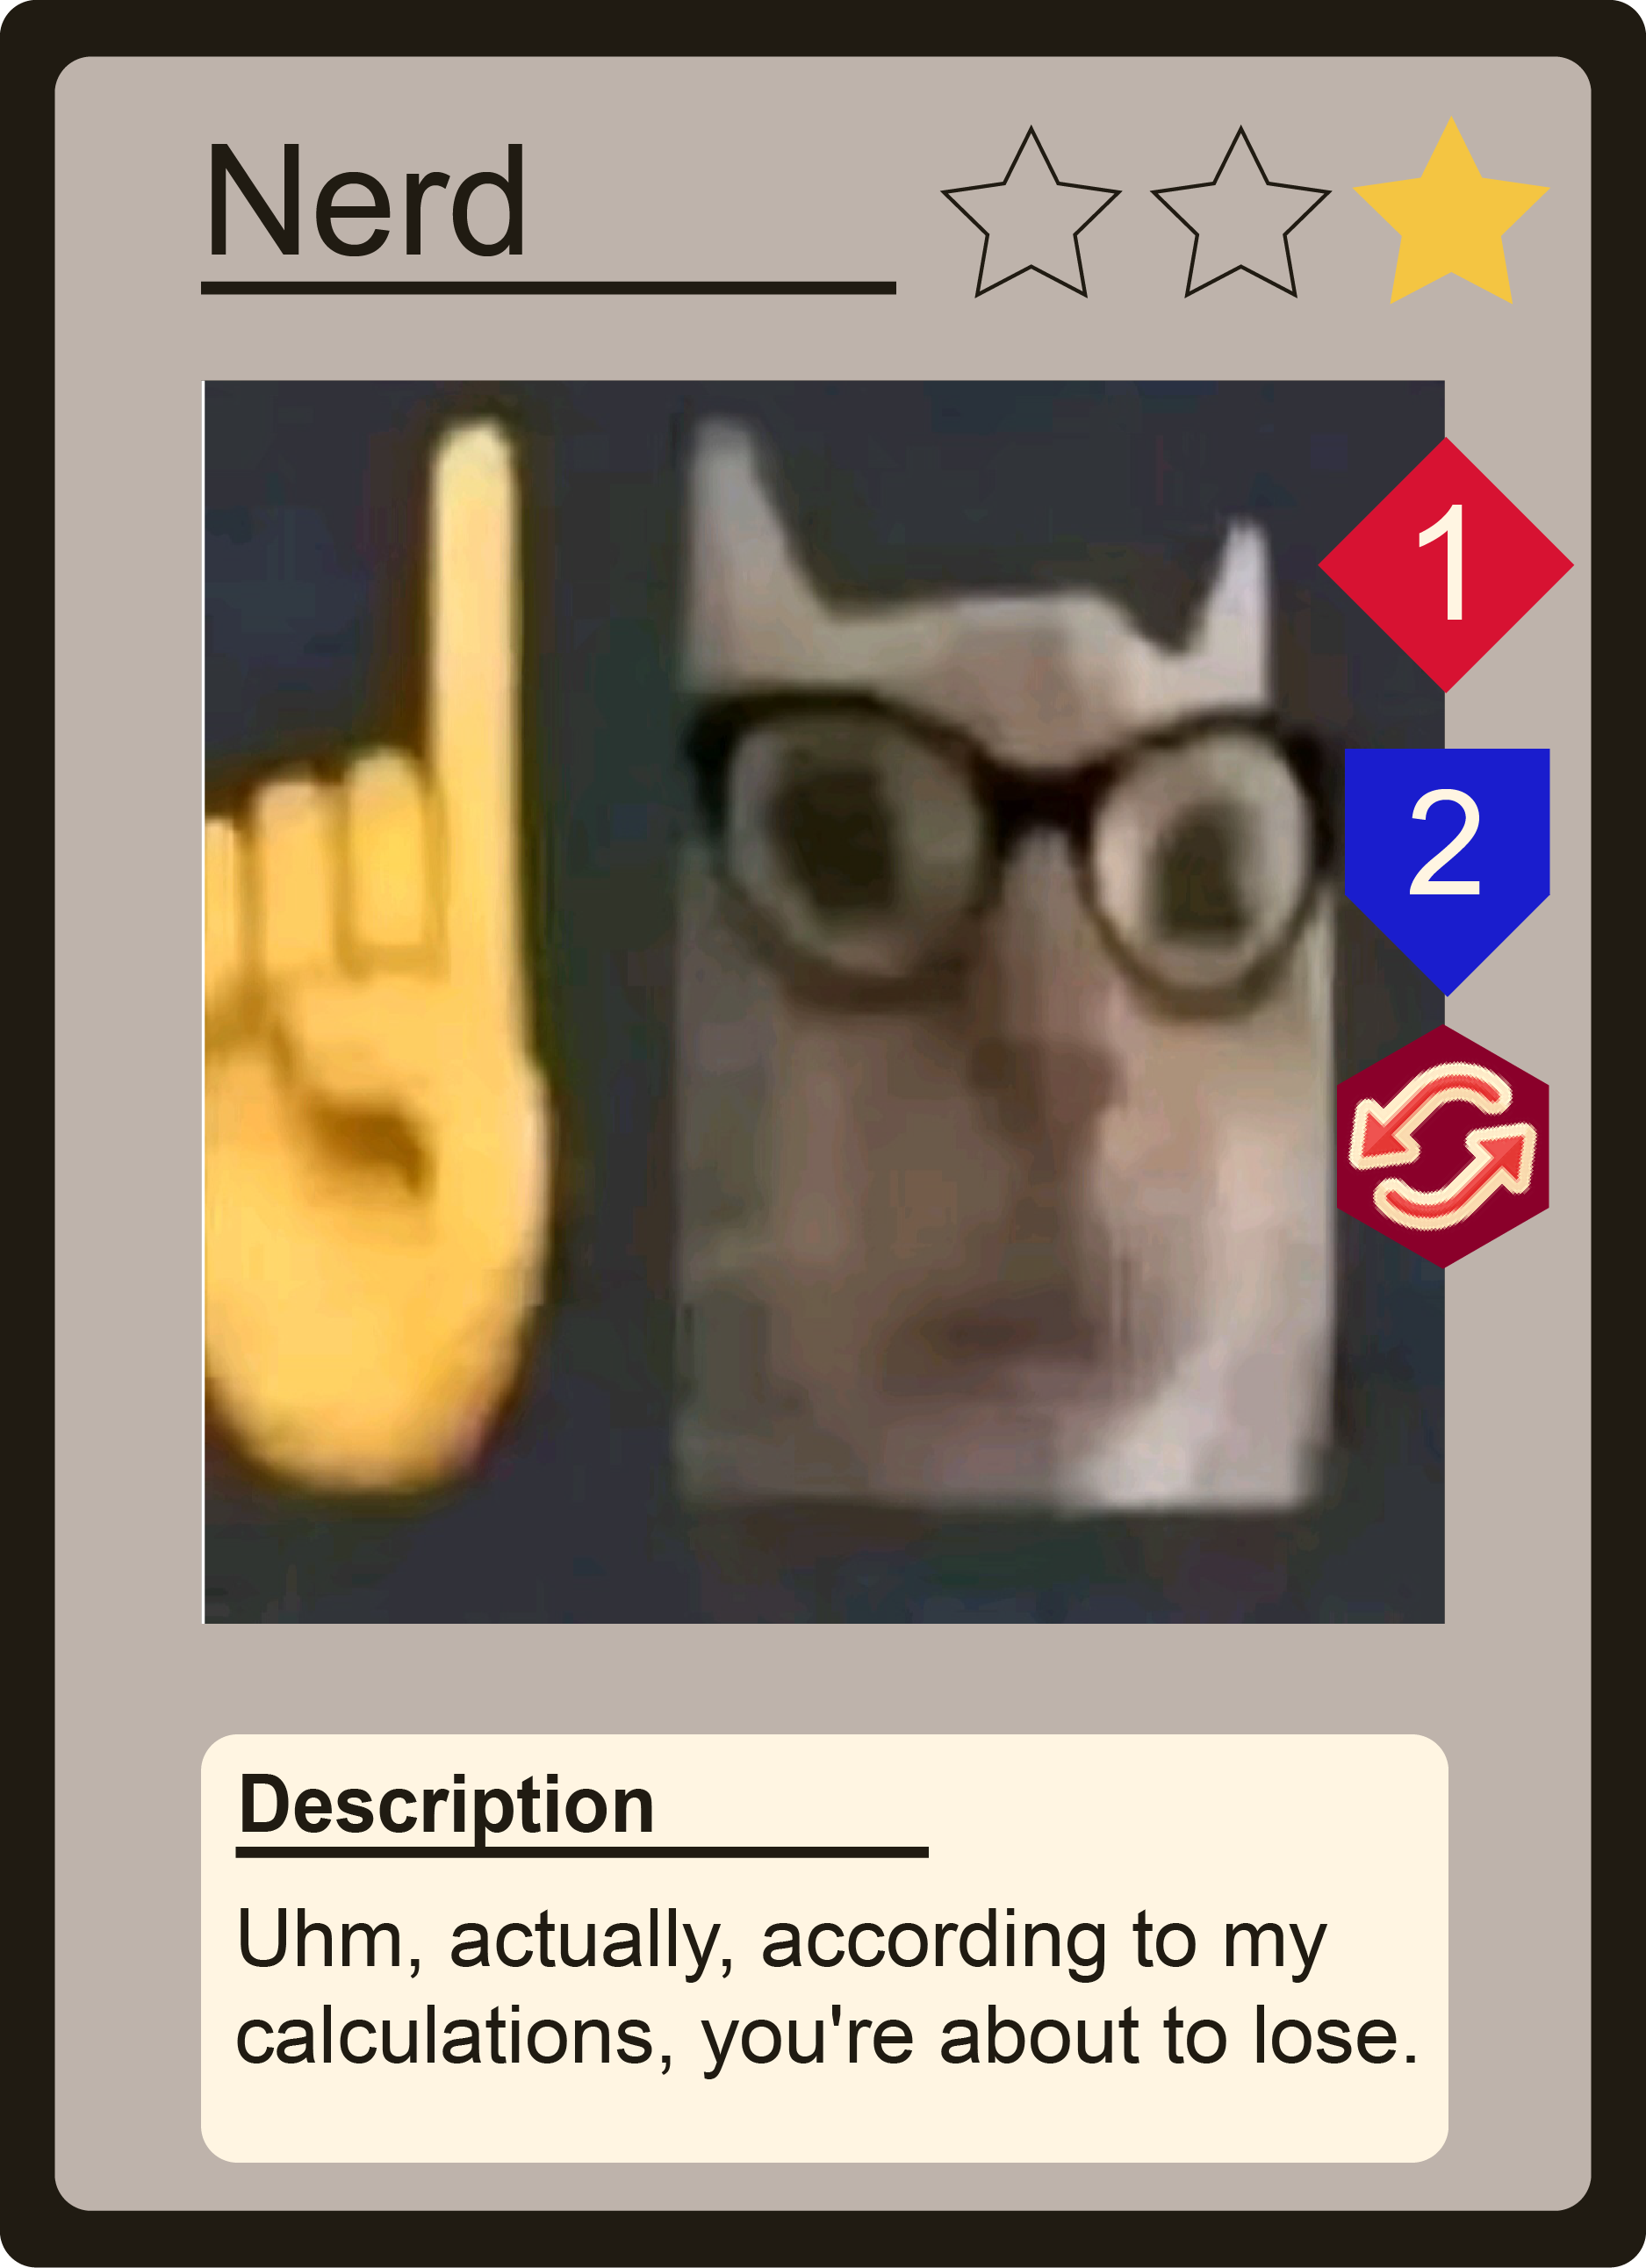 Nerd
1
2
Description
Uhm, actually, according to my
calculations, you're about to lose.